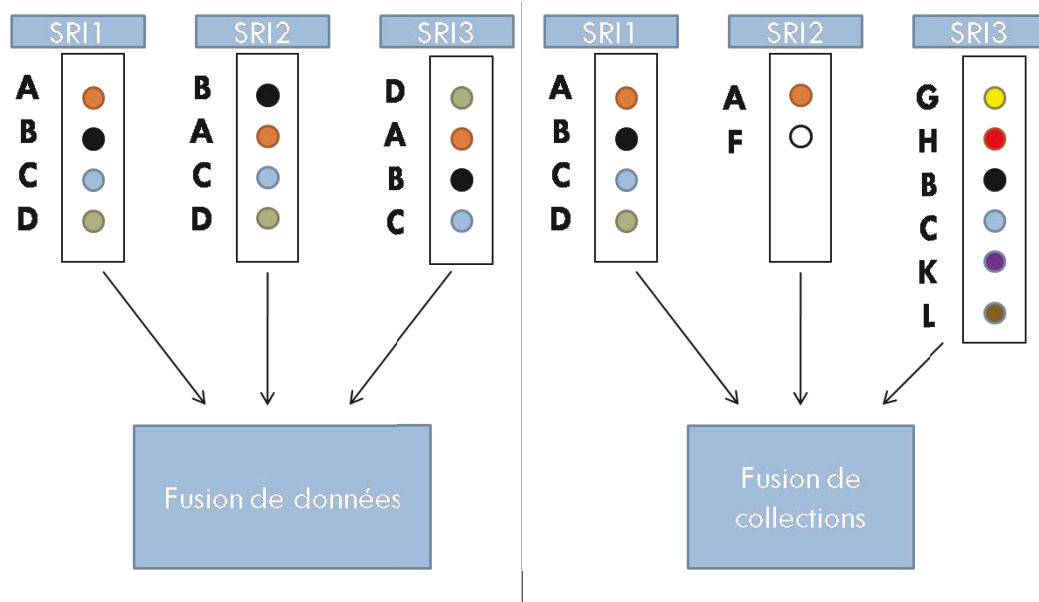 SRI1
SRI2
SRI3
A
B
C
D
B
A
C
D
D
A
B
C
Fusion de données
SRI1
SRI2
SRI3
A
B
C
D
A
F
G
H
B
C
K
L
Fusion de
collections